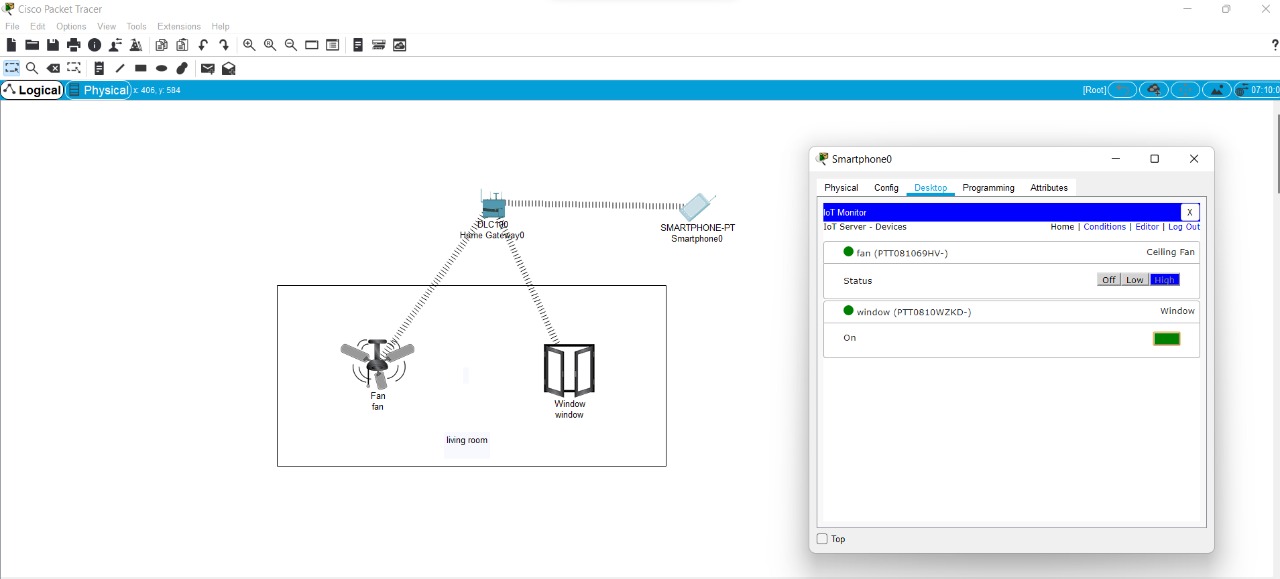 Cisco Packet Tracer
File Edit Options View Tools Extensions Help
?
Logical Physical x: 406, y: 584 [Root] 07:10:0
Smartphone0
Physical Config Desktop Programming Attributes
IoT Monitor X
IoT Server - Devices Home | Conditions | Editor | Log Out
fan (PTT081069HV-) Ceiling Fan
Status Off Low High
window (PTT0810WZKD-) Window
On
Top
DLC100
Home Gateway0
SMARTPHONE-PT
Smartphone0
Fan
fan
Window
window
living room